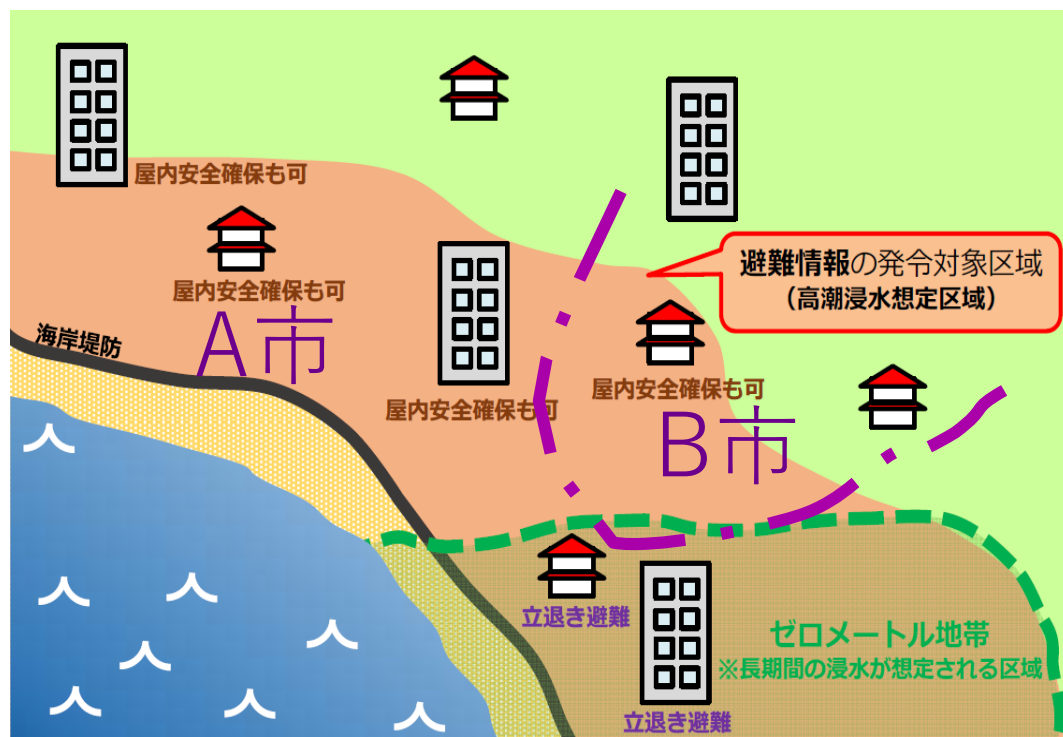 屋内安全確保も可
避難情報の発令対象区域
（高潮浸水想定区域）
屋内安全確保も可
A市
海岸堤防
屋内安全確保も可
屋内安全確保も可
B市
立退き避難
ゼロメートル地帯
※長期間の浸水が想定される区域
立退き避難